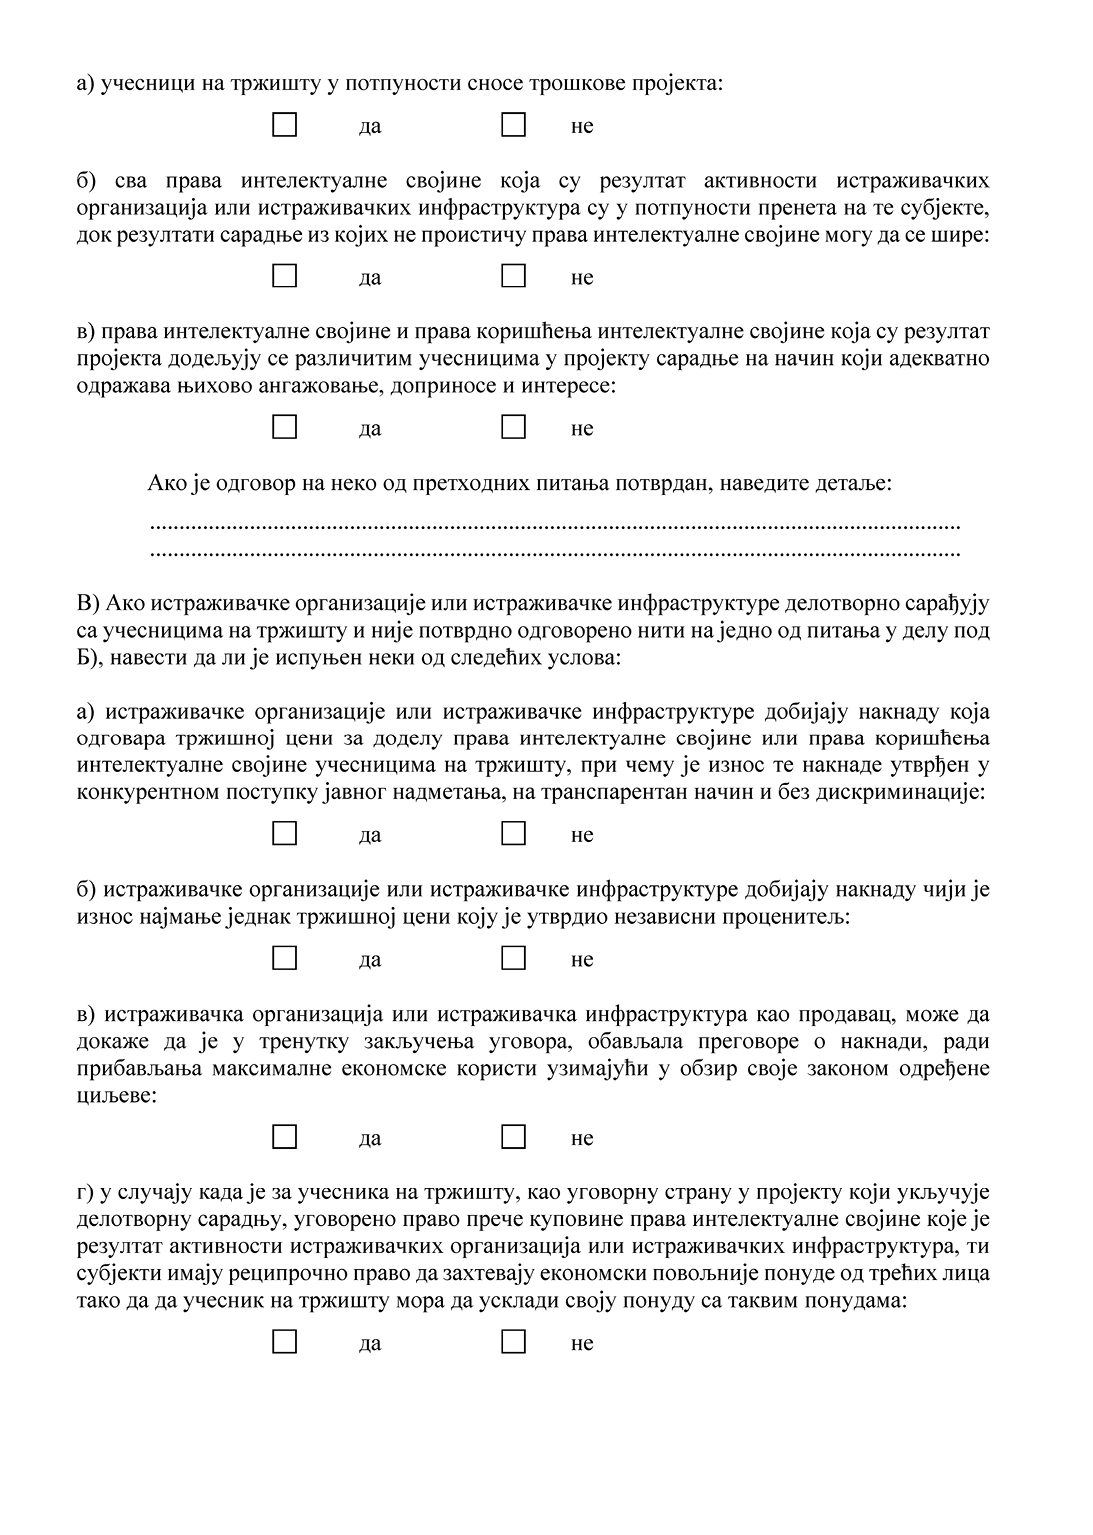 а) учесници на тржишту у потпуности сносе трошкове пројекта:
да не
б) сва права интелектуалне својине која су резултат активности истраживачких
организација или истраживачких инфраструктура су у потпуности пренета на те субјекте,
док резултати сарадње из којих не проистичу права интелектуалне својине могу да се шире:
да не
в) права интелектуалне својине и права коришћења интелектуалне својине која су резултат
пројекта додељују се различитим учесницима у пројекту сарадње на начин који адекватно
одражава њихово ангажовање, доприносе и интересе:
да не
Ако је одговор на неко од претходних питања потврдан, наведите детаље:
..........................................................................................................................................
..........................................................................................................................................
В) Ако истраживачке организације или истраживачке инфраструктуре делотворно сарађују
са учесницима на тржишту и није потврдно одговорено нити на једно од питања у делу под
Б), навести да ли је испуњен неки од следећих услова:
а) истраживачке организације или истраживачке инфраструктуре добијају накнаду која
одговара тржишној цени за доделу права интелектуалне својине или права коришћења
интелектуалне својине учесницима на тржишту, при чему је износ те накнаде утврђен у
конкурентном поступку јавног надметања, на транспарентан начин и без дискриминације:
да не
б) истраживачке организације или истраживачке инфраструктуре добијају накнаду чији је
износ најмање једнак тржишној цени коју је утврдио независни проценитељ:
да не
в) истраживачка организација или истраживачка инфраструктура као продавац, може да
докаже да је у тренутку закључења уговора, обављала преговоре о накнади, ради
прибављања максималне економске користи узимајући у обзир своје законом одређене
циљеве:
да не
г) у случају када је за учесника на тржишту, као уговорну страну у пројекту који укључује
делотворну сарадњу, уговорено право прече куповине права интелектуалне својине које је
резултат активности истраживачких организација или истраживачких инфраструктура, ти
субјекти имају реципрочно право да захтевају економски повољније понуде од трећих лица
тако да да учесник на тржишту мора да усклади своју понуду са таквим понудама:
да не